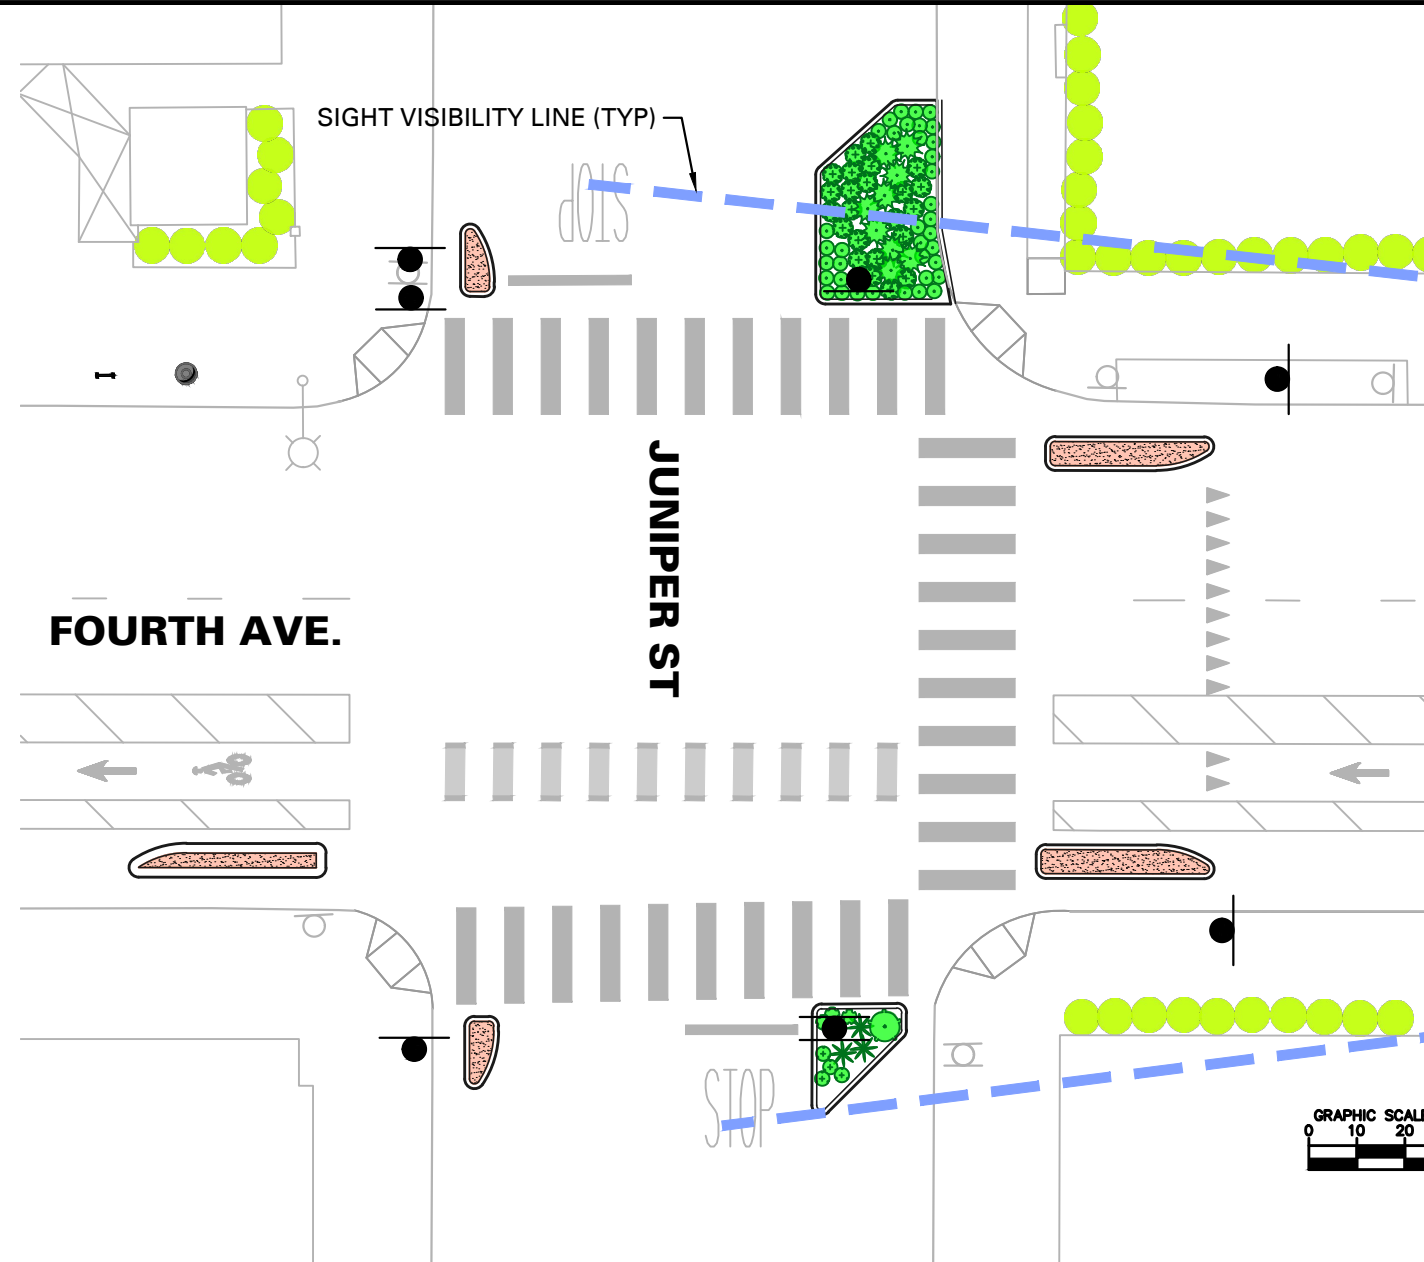 SIGHT VISIBILITY LINE (TYP)
STOP
JUNIPER ST
FOURTH AVE.
STOP
GRAPHIC SCALE
0 10 20